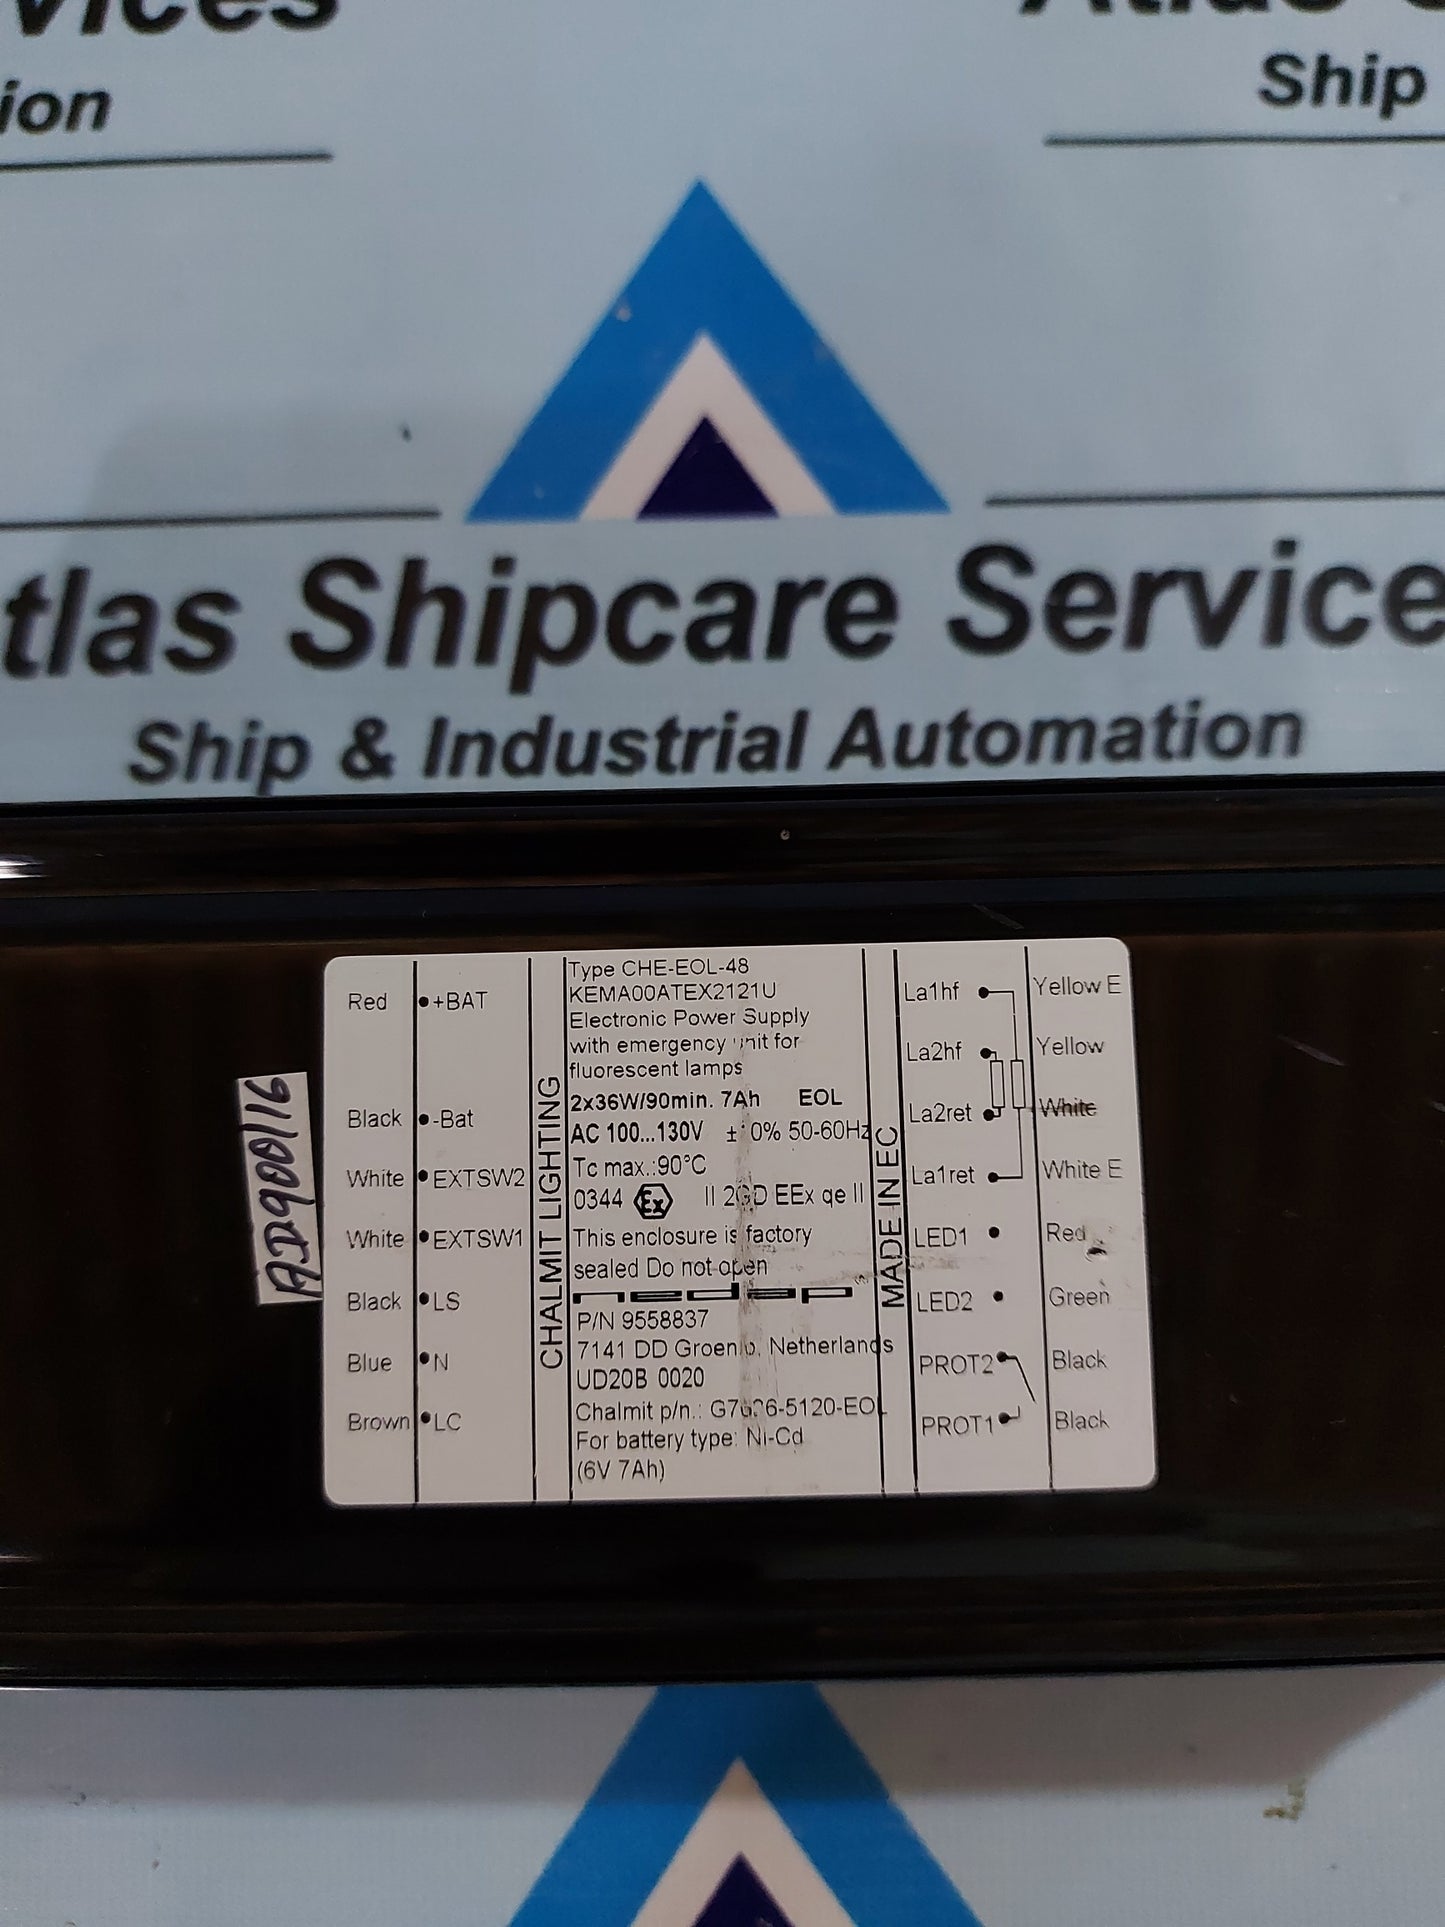 vices
ion
Atlas
Ship
tlas Shipcare Service
Ship & Industrial Automation
AD900/16
Red +BAT
Black -Bat
White EXTSW2
White EXTSW1
Black LS
Blue N
Brown LC
CHALMIT LIGHTING
Type CHE-EOL-48
KEMA00ATEX2121U
Electronic Power Supply
with emergency unit for
fluorescent lamps
2x36W/90min. 7Ah EOL
AC 100...130V 50-60Hz
Tc max.:90°C
0344 Ex II 2GD EEx qe II
This enclosure is factory
sealed Do not open
nedap
P/N 9558837
7141 DD Groenlo, Netherlands
UD20B 0020
Chalmit p/n.:
For battery type: Ni-Cd
(6V 7Ah)
MADE IN EC
La1hf Yellow E
La2hf Yellow
La2ret White
La1ret White E
LED1 Red
LED2 Green
PROT2 Black
PROT1 Black